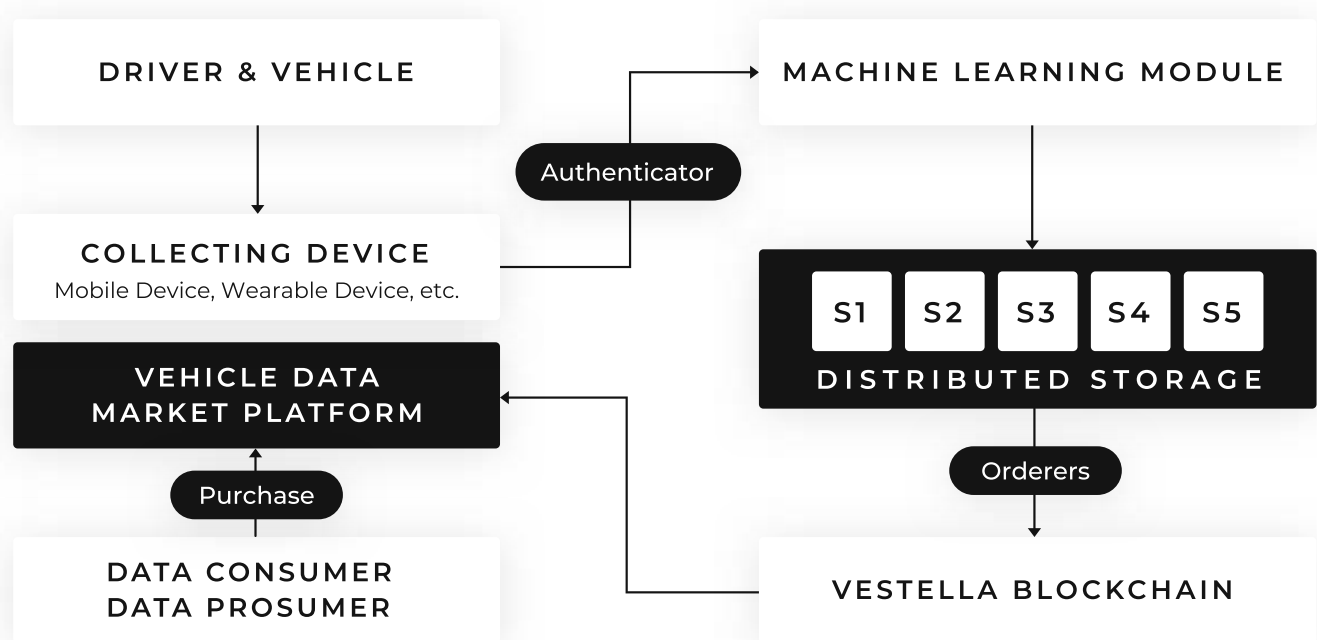 DRIVER & VEHICLE
MACHINE LEARNING MODULE
Authenticator
COLLECTING DEVICE
Mobile Device, Wearable Device, etc.
S1 S2 S3 S4 S5
DISTRIBUTED STORAGE
VEHICLE DATA
MARKET PLATFORM
Orderers
Purchase
DATA CONSUMER
DATA PROSUMER
VESTELLA BLOCKCHAIN